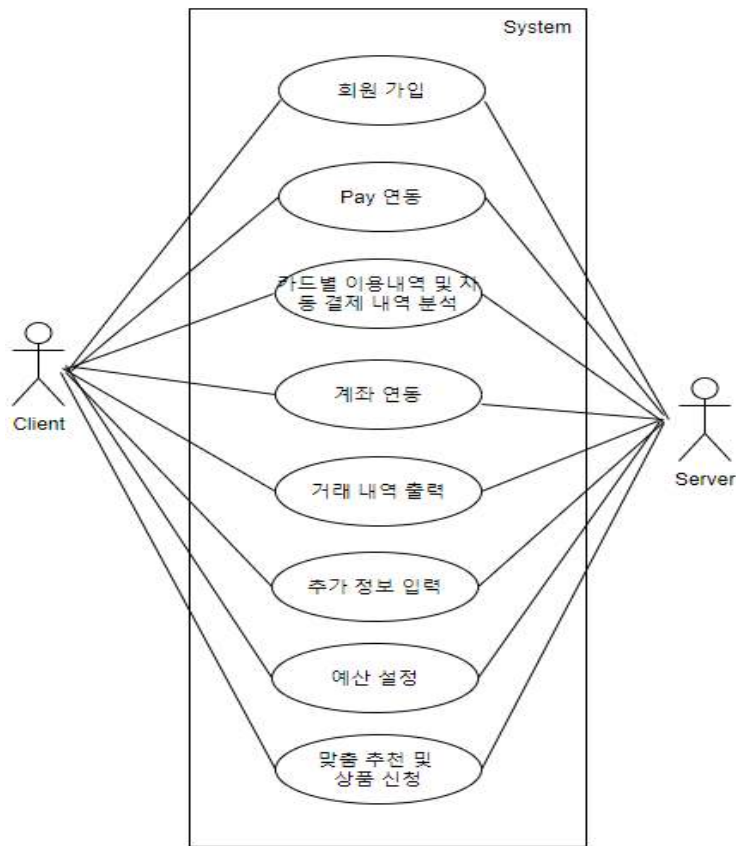 System
회원 가입
Pay 연동
카드별 이용내역 및 자
동 결제 내역 분석
계좌 연동
Client
Server
거래 내역 출력
추가 정보 입력
예산 설정
맞춤 추천 및
상품 신청